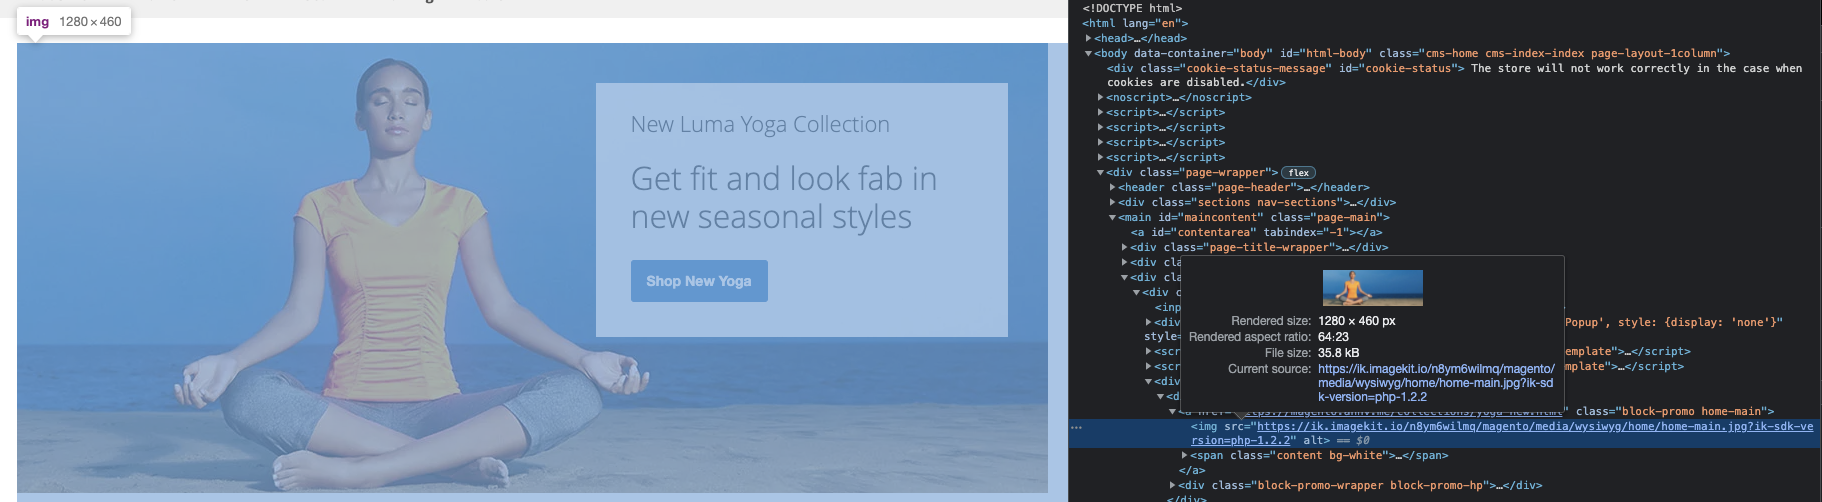 img 1280 × 460
New Luma Yoga Collection
Get fit and look fab in
new seasonal styles
Shop New Yoga
<!DOCTYPE html>
<html lang="en">
<head>…</head>
<body data-container="body" id="html-body" class="cms-home cms-index-index page-layout-1column">
<div class="cookie-status-message" id="cookie-status"> The store will not work correctly in the case when
cookies are disabled.</div>
<noscript>…</noscript>
<script>…</script>
<script>…</script>
<script>…</script>
<script>…</script>
<div class="page-wrapper"> flex
<header class="page-header">…</header>
<div class="sections nav-sections">…</div>
<main id="maincontent" class="page-main">
<a id="contentarea" tabindex="-1"></a>
<div class="page-title-wrapper">…</div>
<div cla
<div cla
<div c
<inp
<div Popup', style: {display: 'none'}"
style=
<scr emplate">…</script>
<scr emplate">…</script>
<div
<d
Rendered size: 1280 × 460 px
Rendered aspect ratio: 64:23
File size: 35.8 kB
Current source: https://ik.imagekit.io/n8ym6wilmq/magento/
media/wysiwyg/home/home-main.jpg?ik-sd
k-version=php-1.2.2
class="block-promo home-main">
<img src="https://ik.imagekit.io/n8ym6wilmq/magento/media/wysiwyg/home/home-main.jpg?ik-sdk-ve
rsion=php-1.2.2" alt> == $0
<span class="content bg-white">…</span>
</a>
<div class="block-promo-wrapper block-promo-hp">…</div>
</div>